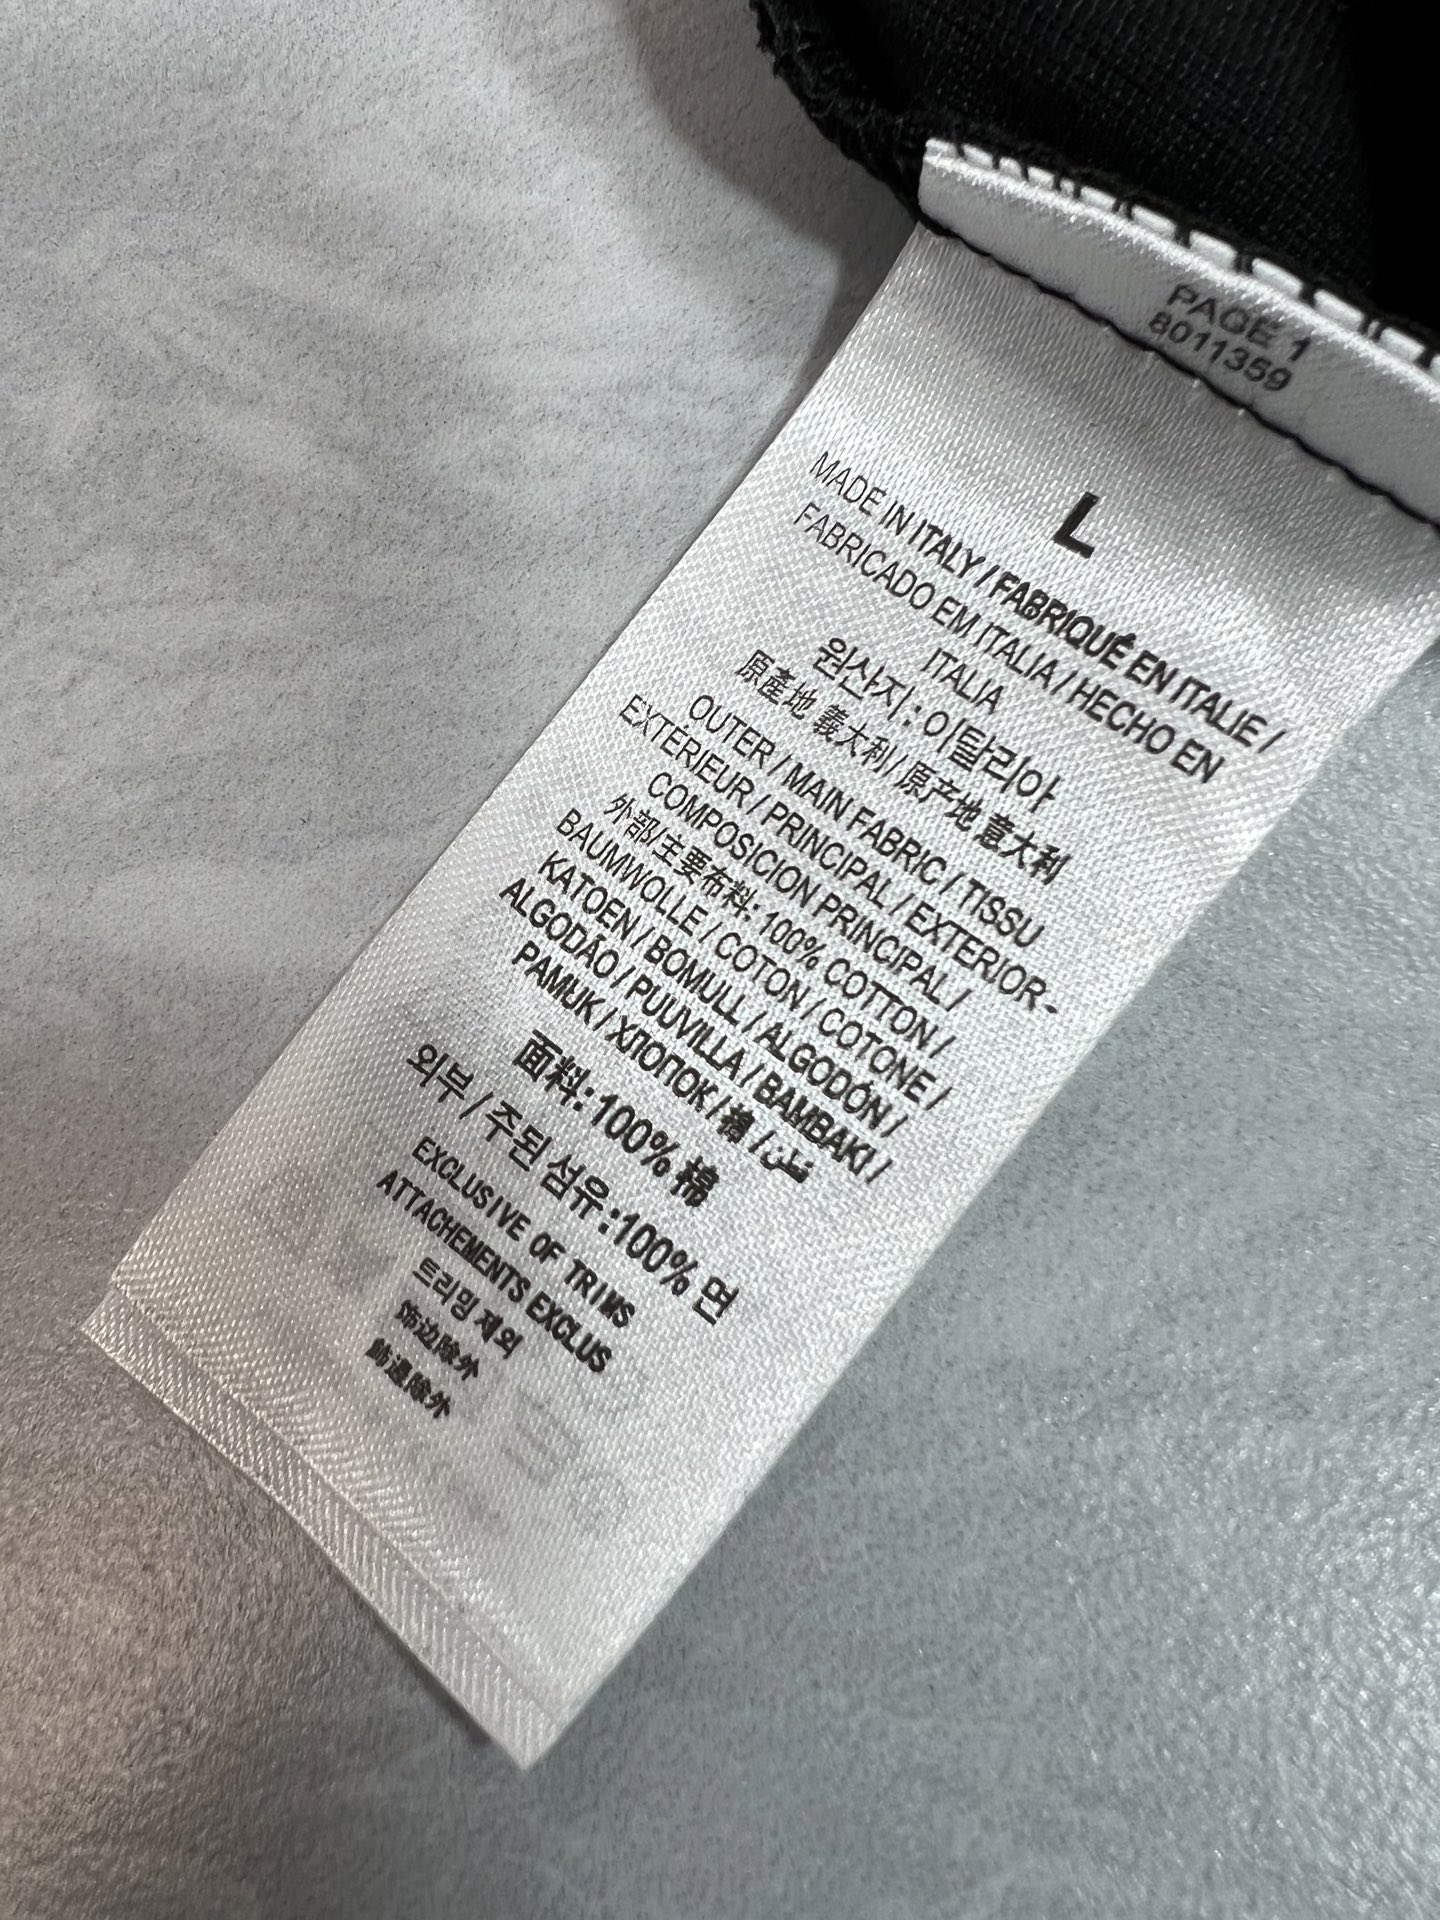 PAGE 1
8011359
L
MADE IN ITALY / FABRIQUÉ EN ITALIE /
FABRICADO EM ITALIA / HECHO EN
ITALIA
원산지 : 이탈리아
原產地 義大利 / 原产地 意大利
OUTER / MAIN FABRIC / TISSU
EXTÉRIEUR / PRINCIPAL / EXTERIOR-
COMPOSICION PRINCIPAL /
外部/主要布料: 100% COTTON /
BAUMWOLLE / COTON / COTONE /
KATOEN / BOMULL / ALGODÓN /
ALGODÃO / PUUVILLA / BAMBAKI /
PAMUK / ХЛОПОК / 棉 / قطن
面料: 100% 棉
외부 / 주된 섬유 :100% 면
EXCLUSIVE OF TRIMS
ATTACHEMENTS EXCLUS
트리밍 제외
饰边除外
飾邊除外